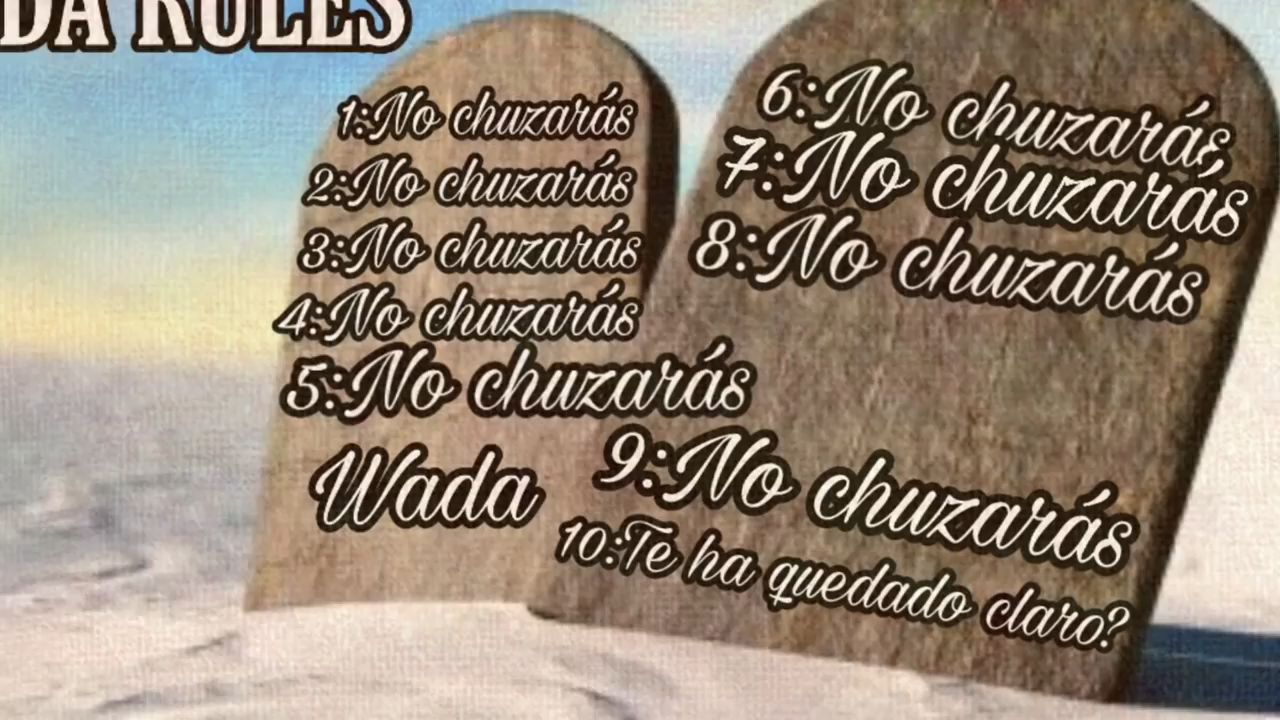 DA RULES
1:No chuzarás
2:No chuzarás
3:No chuzarás
4:No chuzarás
5:No chuzarás
Wada
6:No chuzarás
7:No chuzarás
8:No chuzarás
9:No chuzarás
10:Te ha quedado claro?